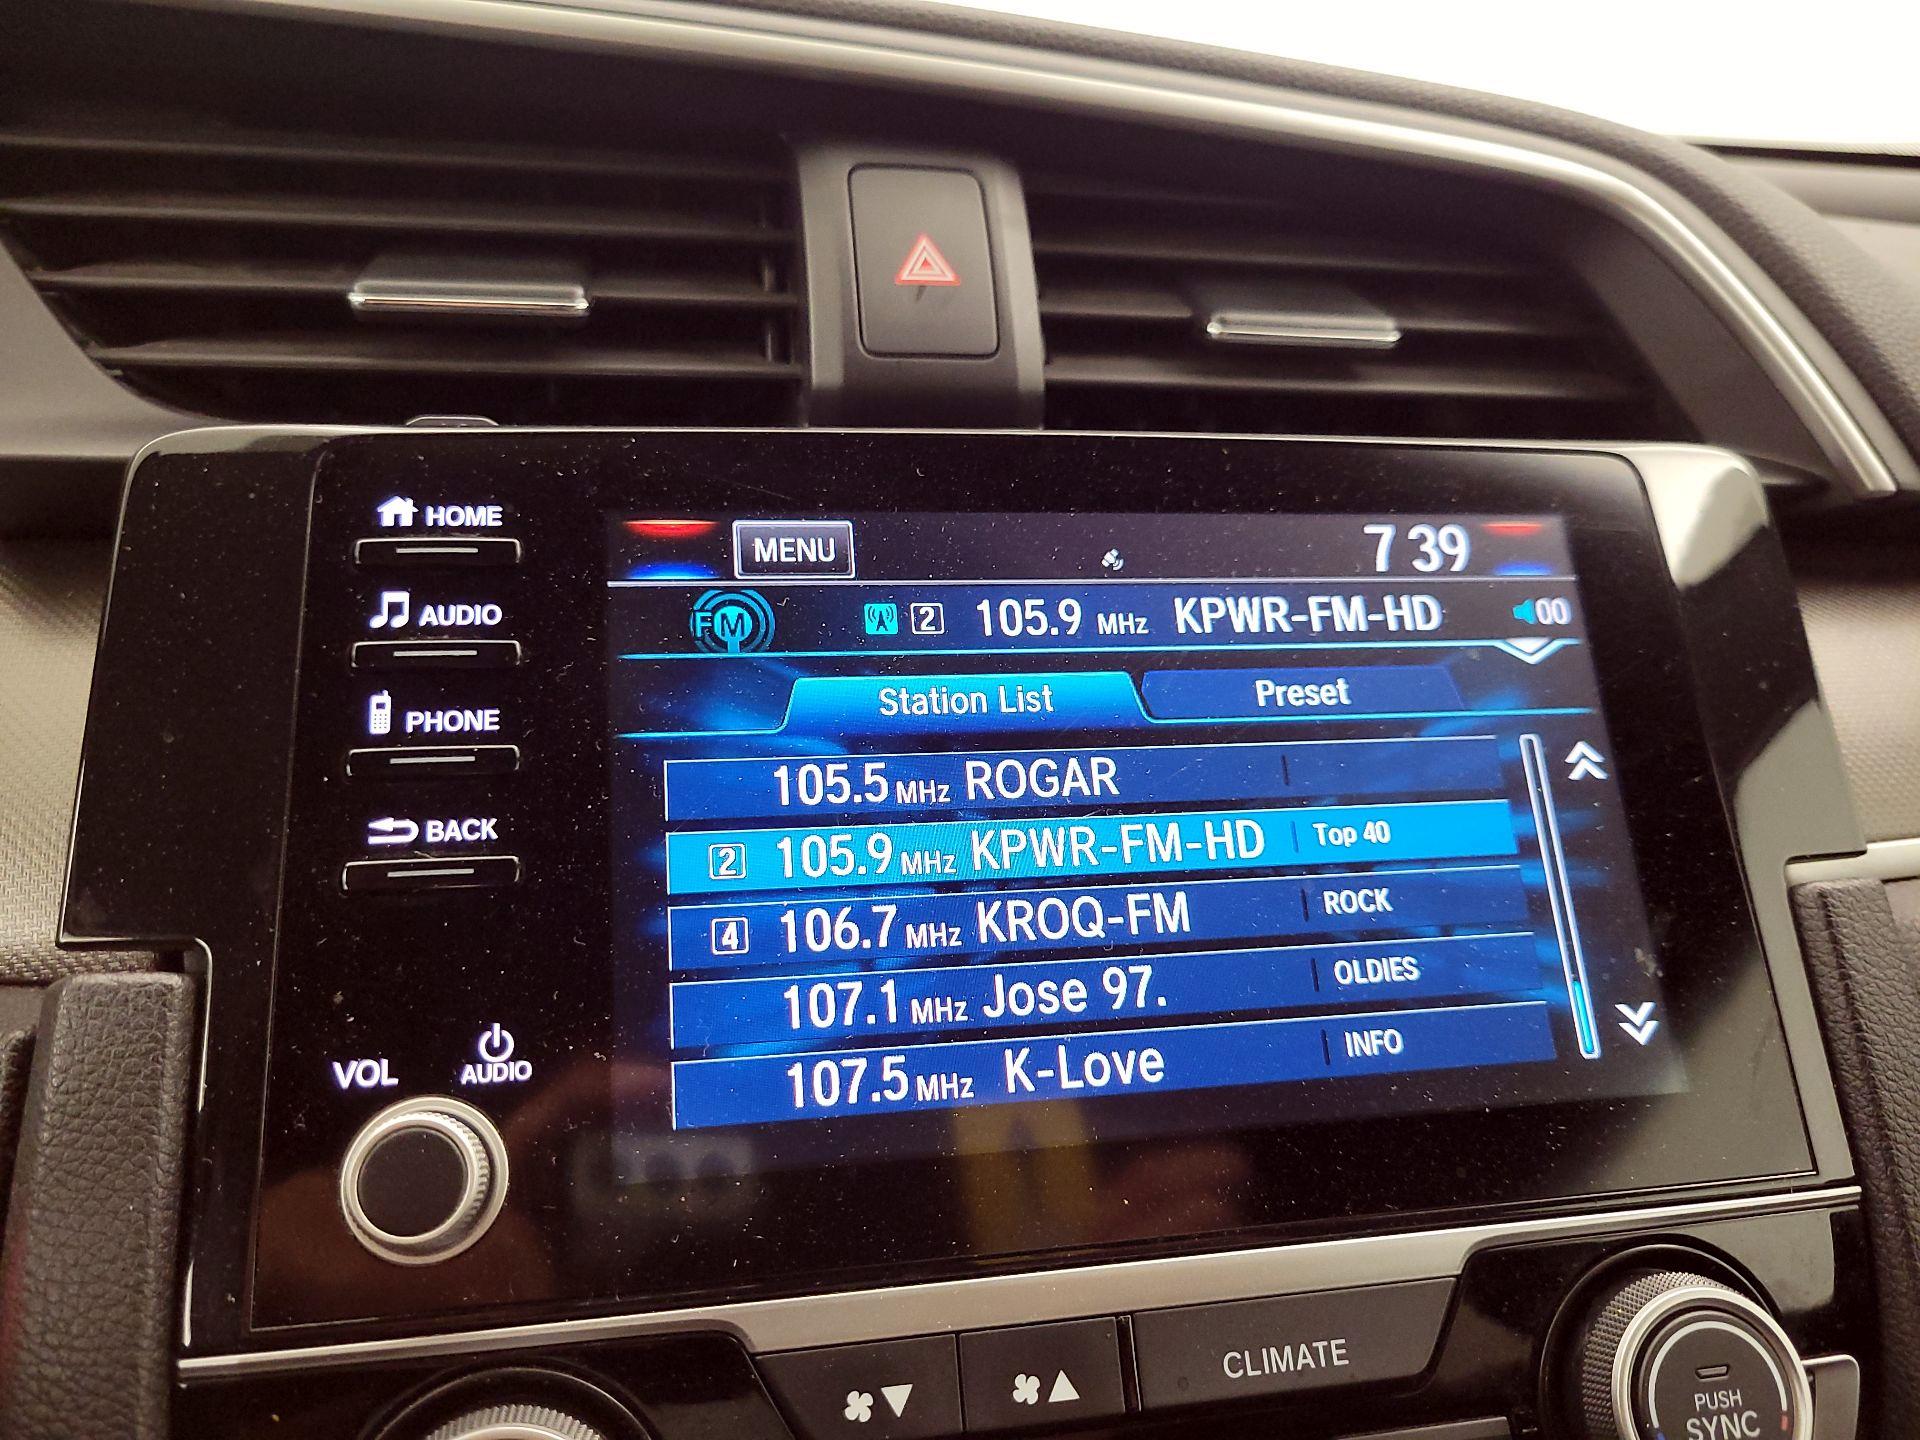 HOME
MENU
7 39
AUDIO
FM 2 105.9 MHz KPWR-FM-HD 00
PHONE
Station List Preset
BACK
105.5 MHz ROGAR
2 105.9 MHz KPWR-FM-HD Top 40
4 106.7 MHz KROQ-FM ROCK
107.1 MHz Jose 97. OLDIES
107.5 MHz K-Love INFO
VOL AUDIO
CLIMATE
PUSH
SYNC